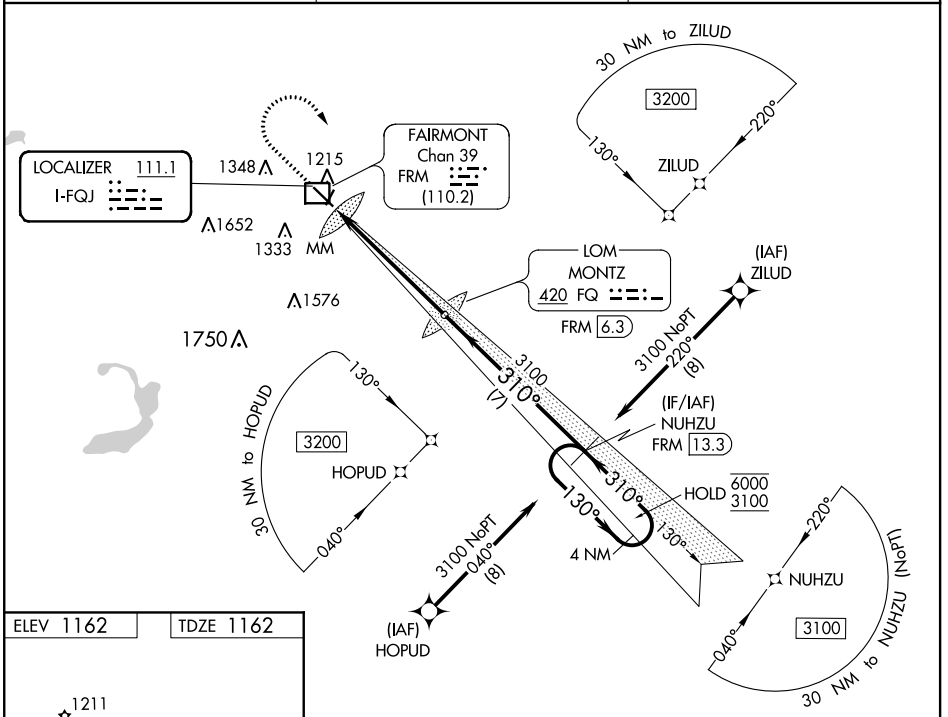 30 NM to ZILUD
3200
220°
130°
ZILUD
LOCALIZER 111.1
I-FQJ
1348
1215
FAIRMONT
Chan 39
FRM
(110.2)
1652
1333
MM
LOM
MONTZ
420 FQ
FRM 6.3
(IAF)
ZILUD
1576
1750
3100 NoPT
220°
(8)
3100
310°
(7)
(IF/IAF)
NUHZU
FRM 13.3
130°
30 NM to HOPUD
3200
HOPUD
040°
310°
130°
HOLD 6000
3100
130°
4 NM
3100 NoPT
040°
(8)
(IAF)
HOPUD
220°
NUHZU
3100
040°
30 NM to NUHZU (NoPT)
ELEV 1162
TDZE 1162
1211